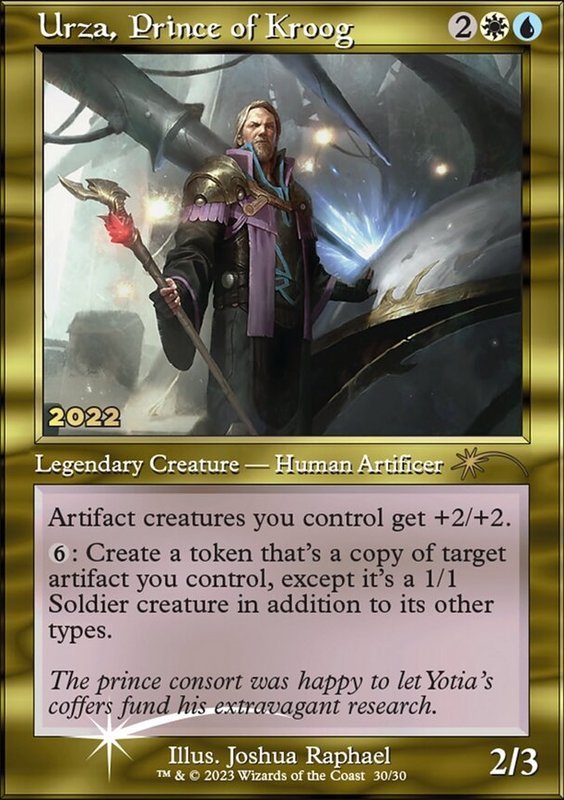 Urza, Prince of Kroog 2
2022
Legendary Creature — Human Artificer
Artifact creatures you control get +2/+2.
6: Create a token that's a copy of target
artifact you control, except it's a 1/1
Soldier creature in addition to its other
types.
The prince consort was happy to let Yotia's
coffers fund his extravagant research.
Illus. Joshua Raphael
™ & © 2023 Wizards of the Coast 30/30
2/3